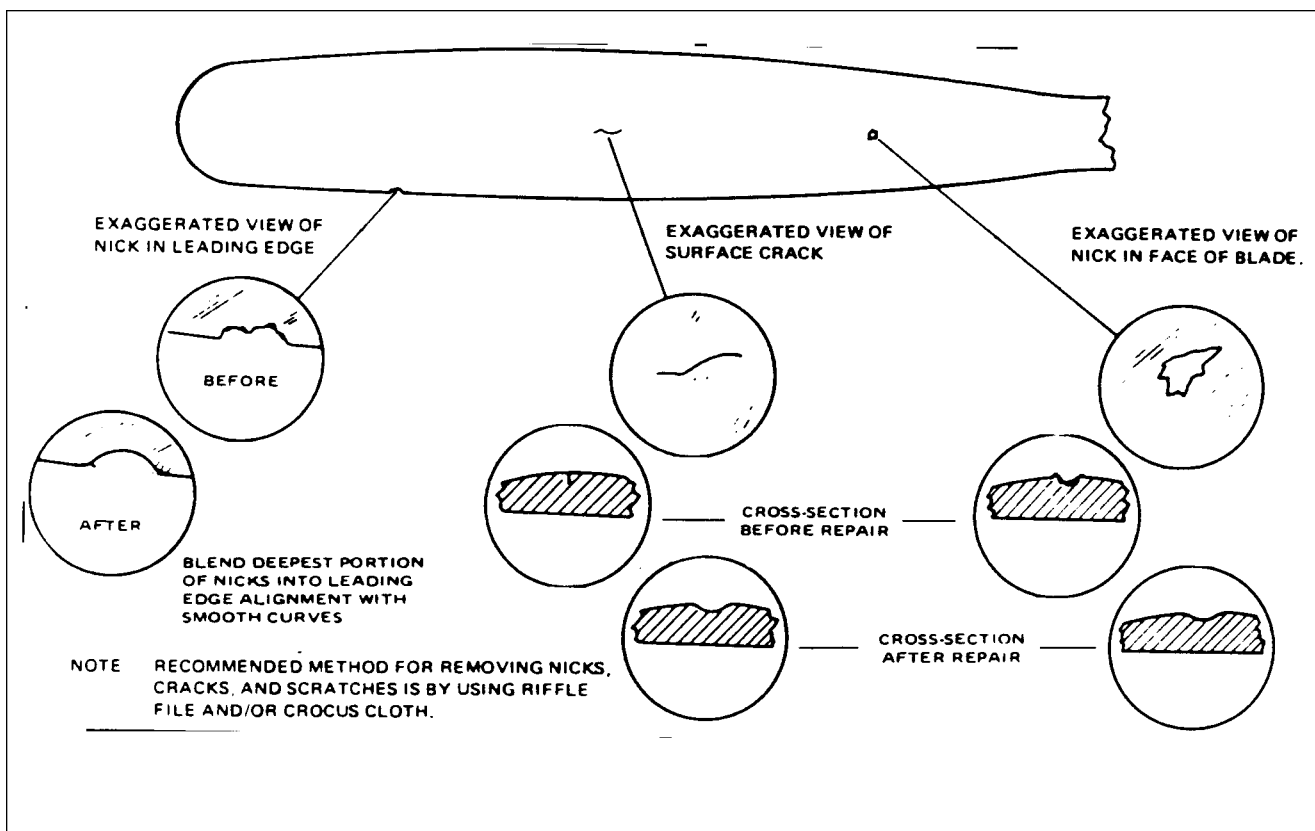 EXAGGERATED VIEW OF
NICK IN LEADING EDGE
EXAGGERATED VIEW OF
SURFACE CRACK
EXAGGERATED VIEW OF
NICK IN FACE OF BLADE.
BEFORE
AFTER
BLEND DEEPEST PORTION
OF NICKS INTO LEADING
EDGE ALIGNMENT WITH
SMOOTH CURVES
CROSS-SECTION
BEFORE REPAIR
CROSS-SECTION
AFTER REPAIR
NOTE RECOMMENDED METHOD FOR REMOVING NICKS,
CRACKS, AND SCRATCHES IS BY USING RIFFLE
FILE AND/OR CROCUS CLOTH.